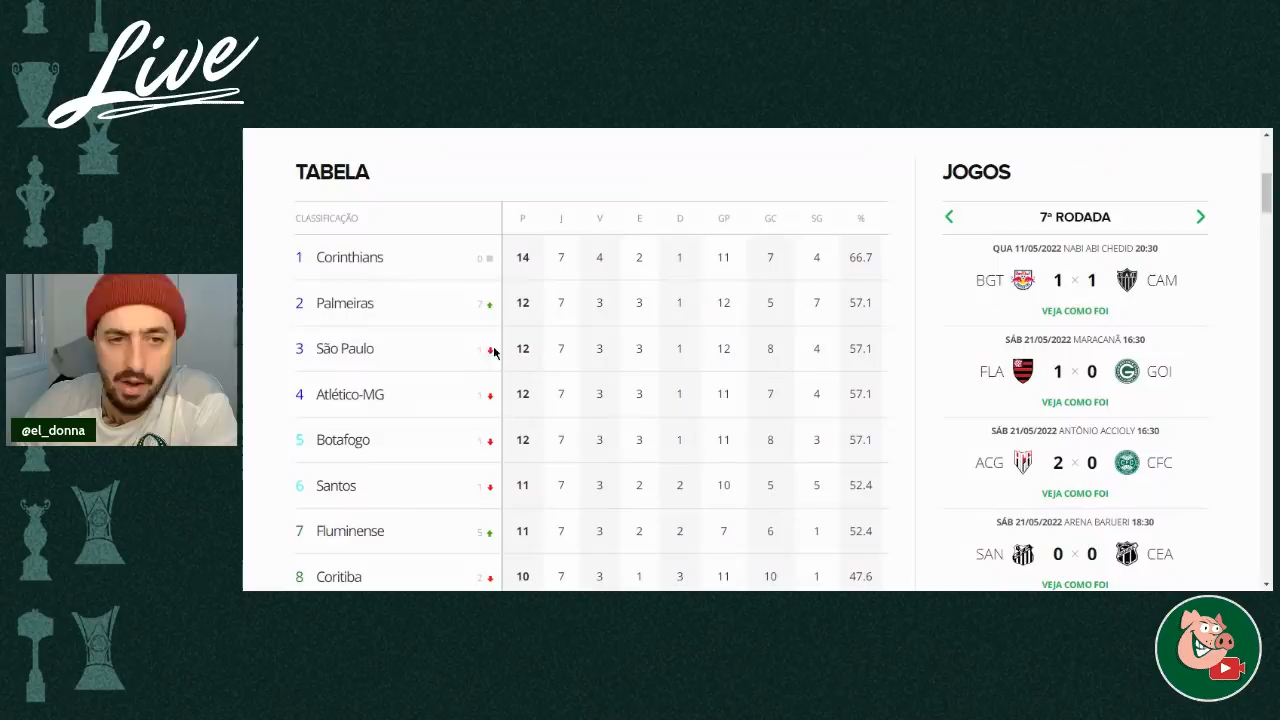 Live
TABELA
CLASSIFICAÇÃO P J V E D GP GC SG %
1 Corinthians 0 14 7 4 2 1 11 7 4 66.7
2 Palmeiras 7 12 7 3 3 1 12 5 7 57.1
3 São Paulo 1 12 7 3 3 1 12 8 4 57.1
4 Atlético-MG 1 12 7 3 3 1 11 7 4 57.1
5 Botafogo 1 12 7 3 3 1 11 8 3 57.1
6 Santos 1 11 7 3 2 2 10 5 5 52.4
7 Fluminense 5 11 7 3 2 2 7 6 1 52.4
8 Coritiba 2 10 7 3 1 3 11 10 1 47.6
JOGOS
7ª RODADA
QUA 11/05/2022 NABI ABI CHEDID 20:30
BGT 1 × 1 CAM
VEJA COMO FOI
SÁB 21/05/2022 MARACANÃ 16:30
FLA 1 × 0 GOI
VEJA COMO FOI
SÁB 21/05/2022 ANTÔNIO ACCIOLY 16:30
ACG 2 × 0 CFC
VEJA COMO FOI
SÁB 21/05/2022 ARENA BARUERI 18:30
SAN 0 × 0 CEA
VEJA COMO FOI
@el_donna